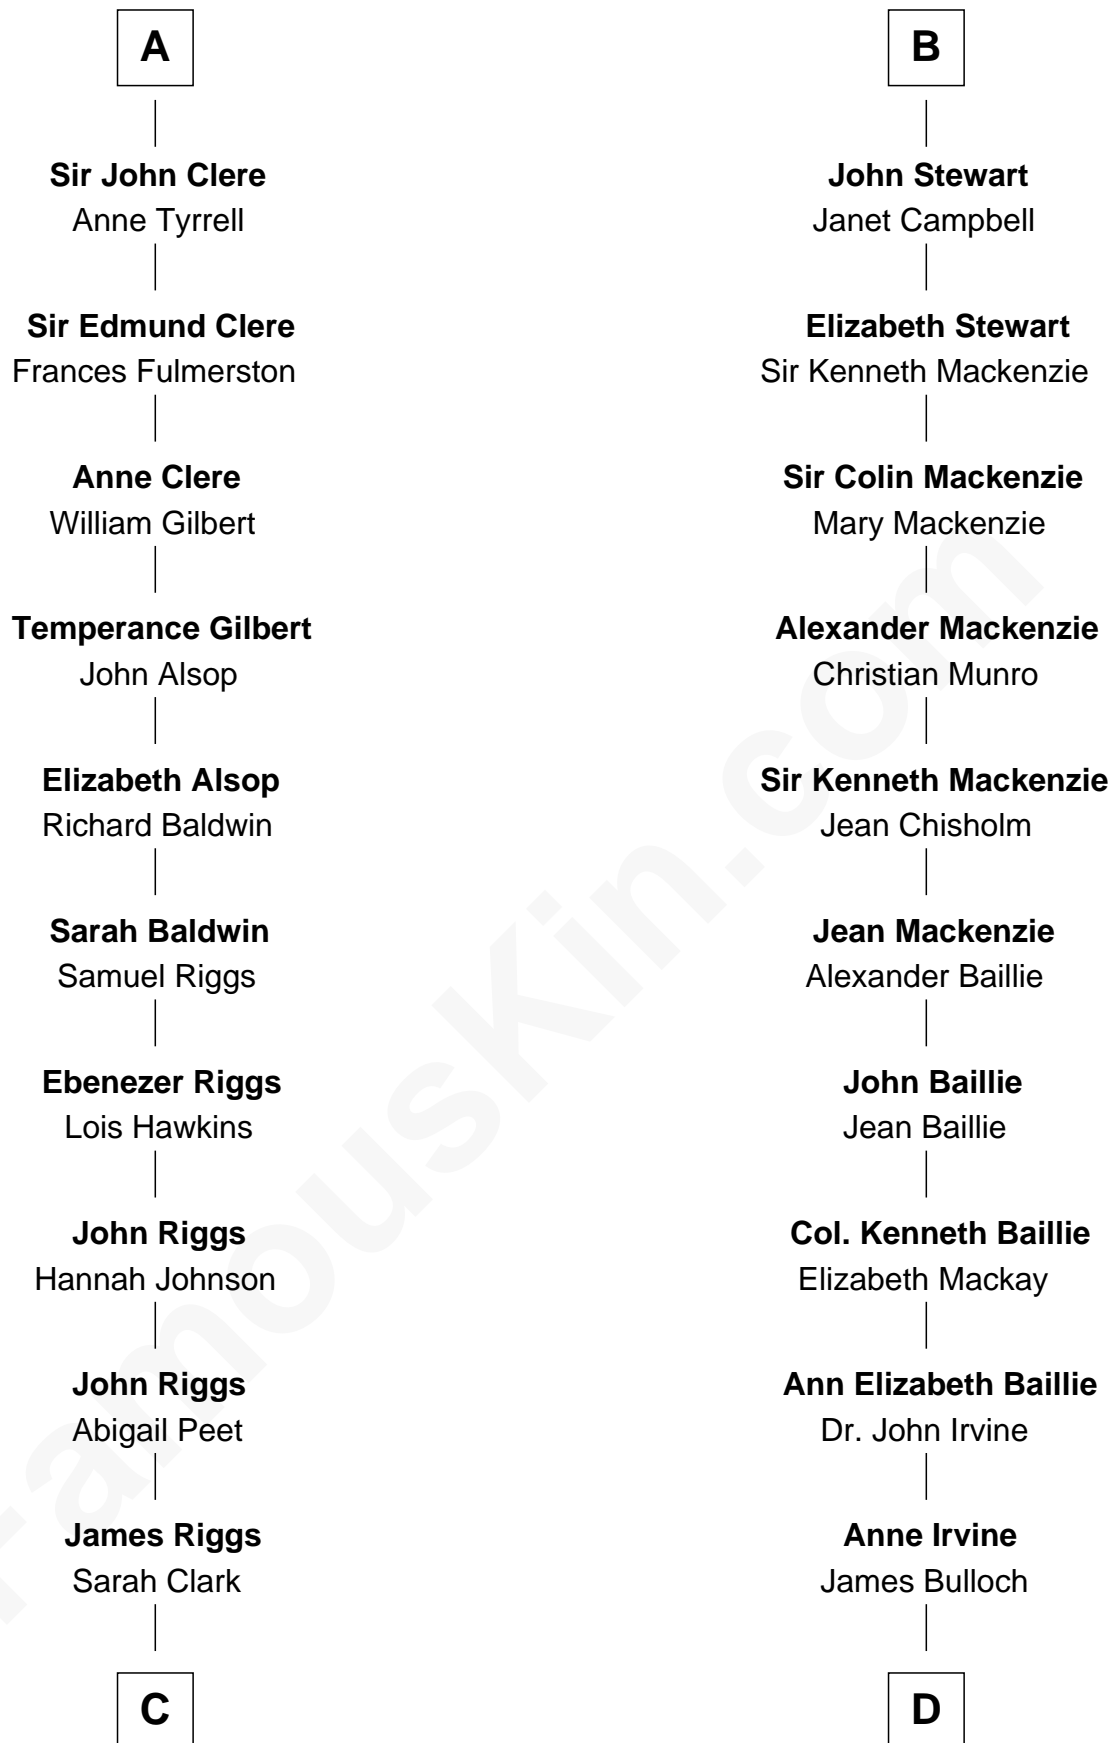 A
Sir John Clere
Anne Tyrrell
Sir Edmund Clere
Frances Fulmerston
Anne Clere
William Gilbert
Temperance Gilbert
John Alsop
Elizabeth Alsop
Richard Baldwin
Sarah Baldwin
Samuel Riggs
Ebenezer Riggs
Lois Hawkins
John Riggs
Hannah Johnson
John Riggs
Abigail Peet
James Riggs
Sarah Clark
C
B
John Stewart
Janet Campbell
Elizabeth Stewart
Sir Kenneth Mackenzie
Sir Colin Mackenzie
Mary Mackenzie
Alexander Mackenzie
Christian Munro
Sir Kenneth Mackenzie
Jean Chisholm
Jean Mackenzie
Alexander Baillie
John Baillie
Jean Baillie
Col. Kenneth Baillie
Elizabeth Mackay
Ann Elizabeth Baillie
Dr. John Irvine
Anne Irvine
James Bulloch
D
FamousKin.com